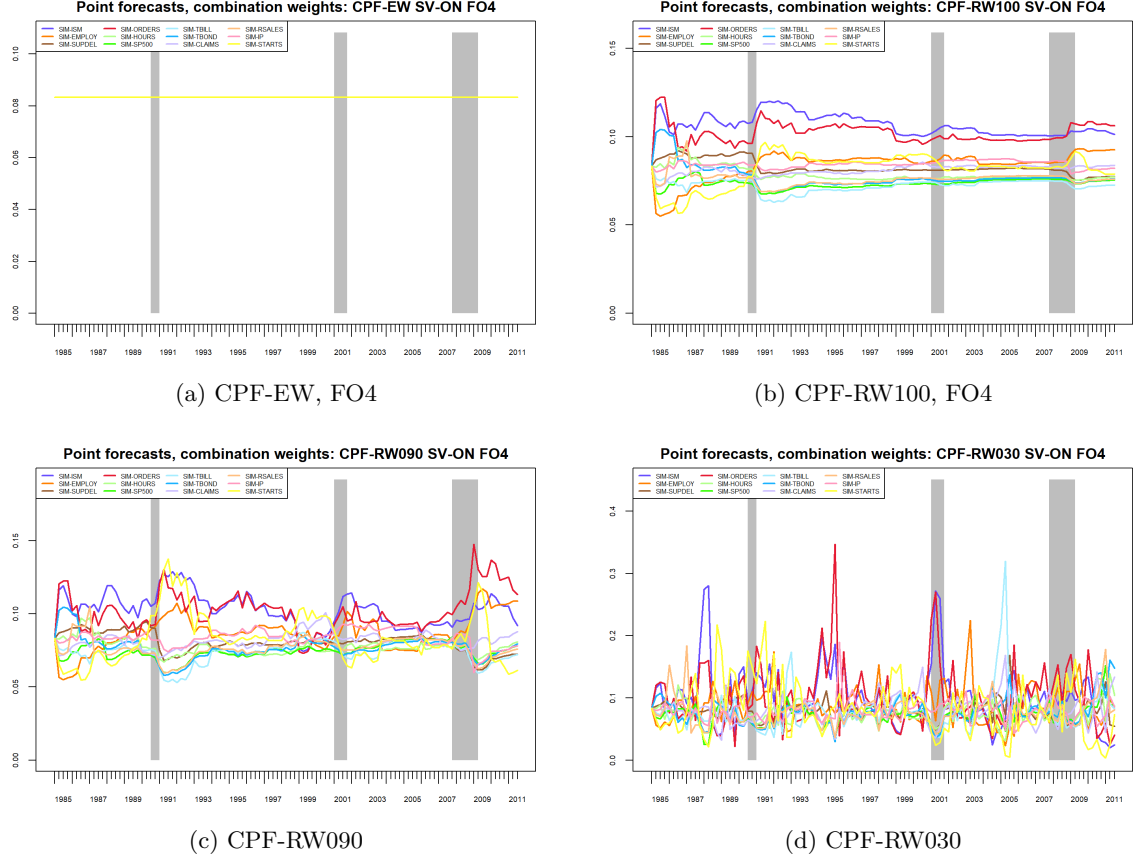 Point forecasts, combination weights: CPF-EW SV-ON FO4
SIM-ISM SIM-ORDERS SIM-TBILL SIM-RSALES
SIM-EMPLOY SIM-HOURS SIM-TBOND SIM-IP
SIM-SUPDEL SIM-SP500 SIM-CLAIMS SIM-STARTS
0.10
0.08
0.06
0.04
0.02
0.00
1985 1987 1989 1991 1993 1995 1997 1999 2001 2003 2005 2007 2009 2011
(a) CPF-EW, FO4
Point forecasts, combination weights: CPF-RW100 SV-ON FO4
SIM-ISM SIM-ORDERS SIM-TBILL SIM-RSALES
SIM-EMPLOY SIM-HOURS SIM-TBOND SIM-IP
SIM-SUPDEL SIM-SP500 SIM-CLAIMS SIM-STARTS
0.15
0.10
0.05
0.00
1985 1987 1989 1991 1993 1995 1997 1999 2001 2003 2005 2007 2009 2011
(b) CPF-RW100, FO4
Point forecasts, combination weights: CPF-RW090 SV-ON FO4
SIM-ISM SIM-ORDERS SIM-TBILL SIM-RSALES
SIM-EMPLOY SIM-HOURS SIM-TBOND SIM-IP
SIM-SUPDEL SIM-SP500 SIM-CLAIMS SIM-STARTS
0.15
0.10
0.05
0.00
1985 1987 1989 1991 1993 1995 1997 1999 2001 2003 2005 2007 2009 2011
(c) CPF-RW090
Point forecasts, combination weights: CPF-RW030 SV-ON FO4
SIM-ISM SIM-ORDERS SIM-TBILL SIM-RSALES
SIM-EMPLOY SIM-HOURS SIM-TBOND SIM-IP
SIM-SUPDEL SIM-SP500 SIM-CLAIMS SIM-STARTS
0.4
0.3
0.2
0.1
0.0
1985 1987 1989 1991 1993 1995 1997 1999 2001 2003 2005 2007 2009 2011
(d) CPF-RW030